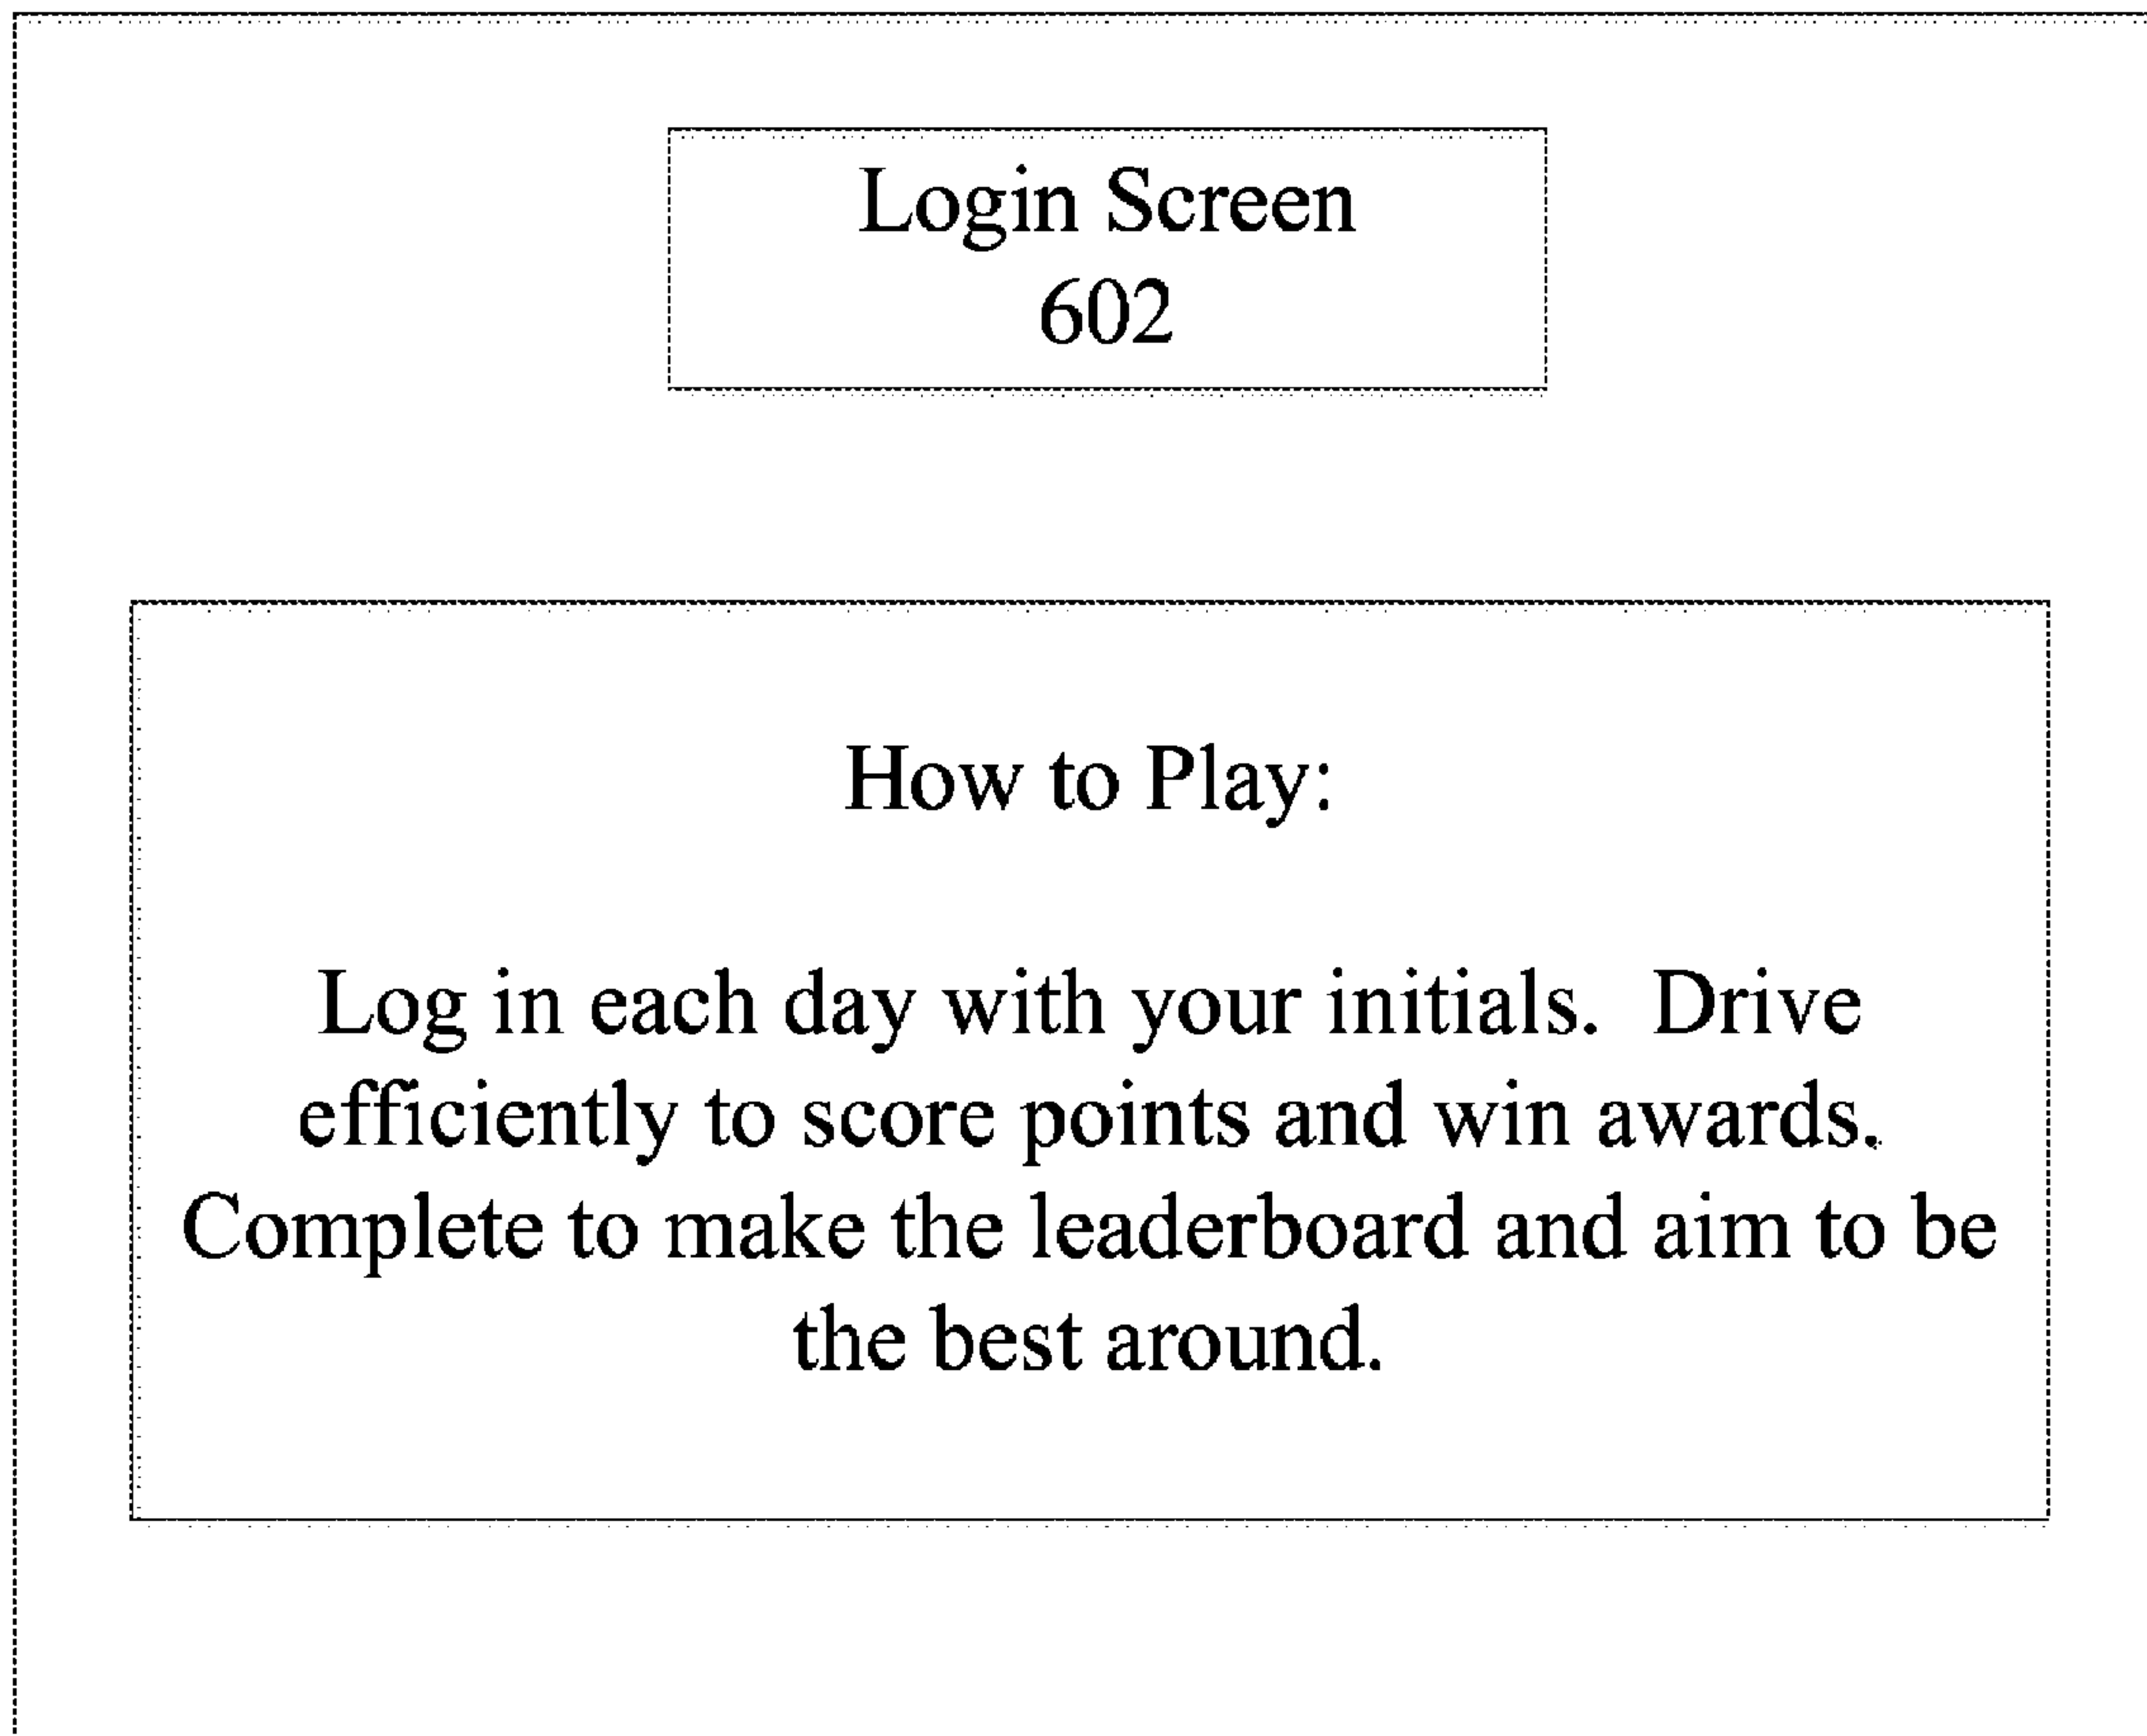 Login Screen
602
How to Play:
Log in each day with your initials.  Drive
efficiently to score points and win awards.
Complete to make the leaderboard and aim to be
the best around.